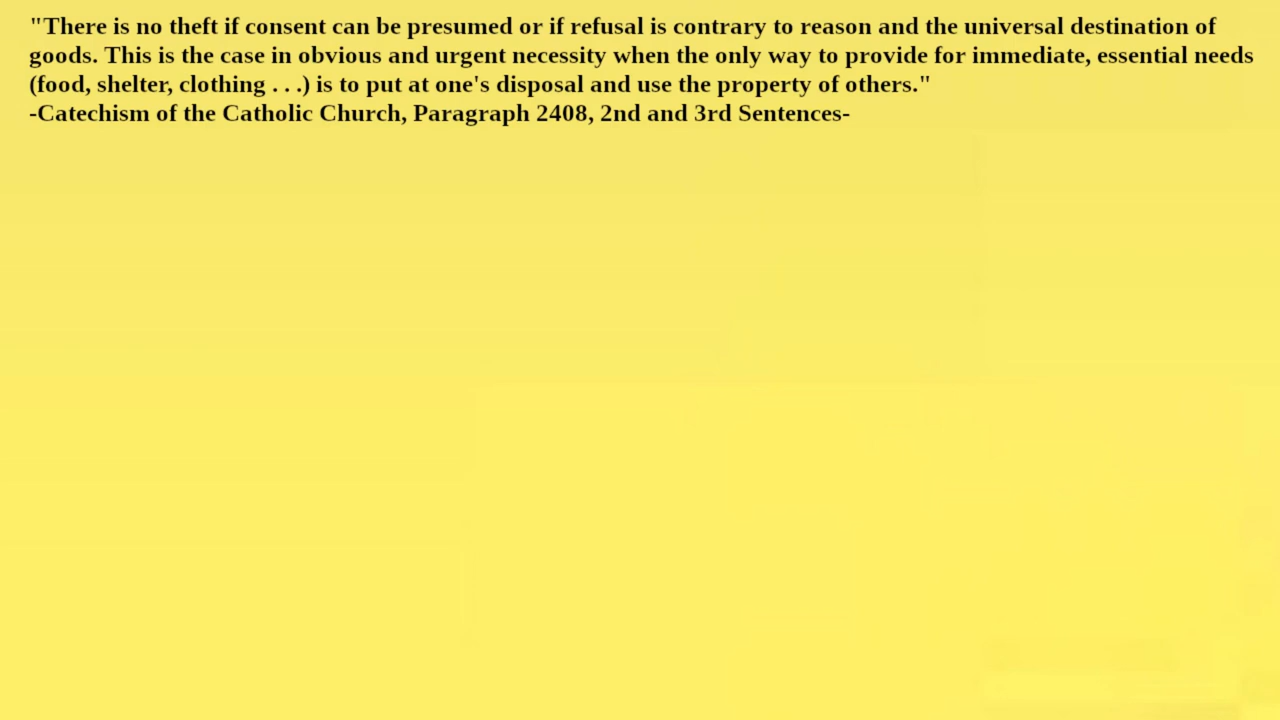 "There is no theft if consent can be presumed or if refusal is contrary to reason and the universal destination of
goods. This is the case in obvious and urgent necessity when the only way to provide for immediate, essential needs
(food, shelter, clothing . . .) is to put at one's disposal and use the property of others."
-Catechism of the Catholic Church, Paragraph 2408, 2nd and 3rd Sentences-